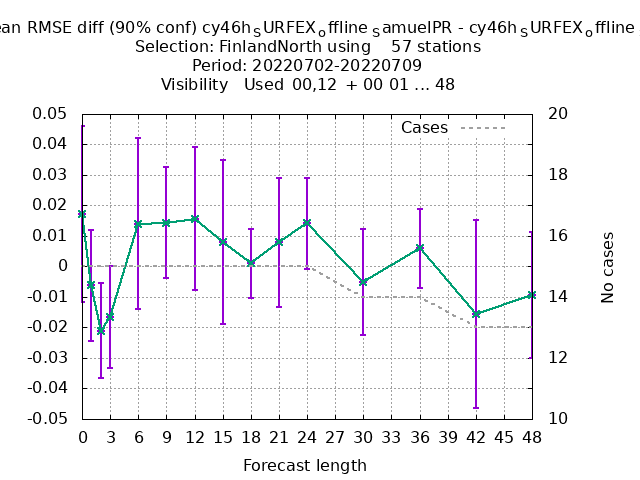 ean RMSE diff (90% conf) cy46h_SURFEX_offline_SamuelPR - cy46h_SURFEX_offline
Selection: FinlandNorth using 57 stations
Period: 20220702-20220709
Visibility Used 00,12 + 00 01 ... 48
Cases
0.05
0.04
0.03
0.02
0.01
0
-0.01
-0.02
-0.03
-0.04
-0.05
20
18
16
14
12
10
No cases
0 3 6 9 12 15 18 21 24 27 30 33 36 39 42 45 48
Forecast length